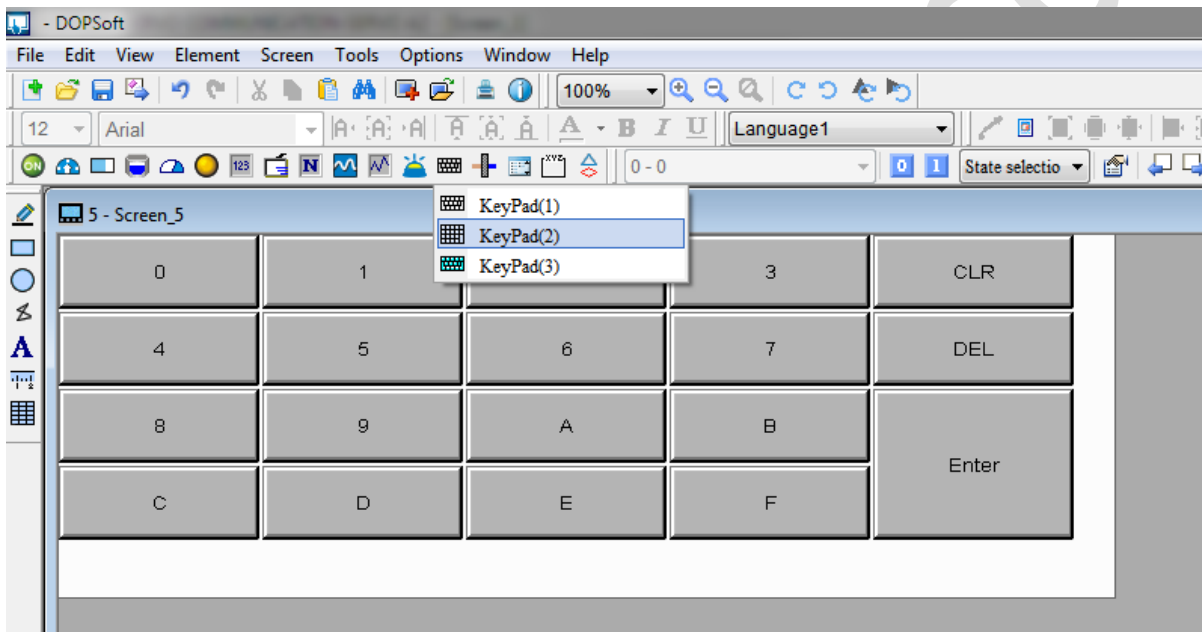 - DOPSoft
File Edit View Element Screen Tools Options Window Help
100%
12 Arial Language1
0 - 0 State selectio
5 - Screen_5
KeyPad(1)
KeyPad(2)
KeyPad(3)
0 1 3 CLR
4 5 6 7 DEL
8 9 A B
Enter
C D E F